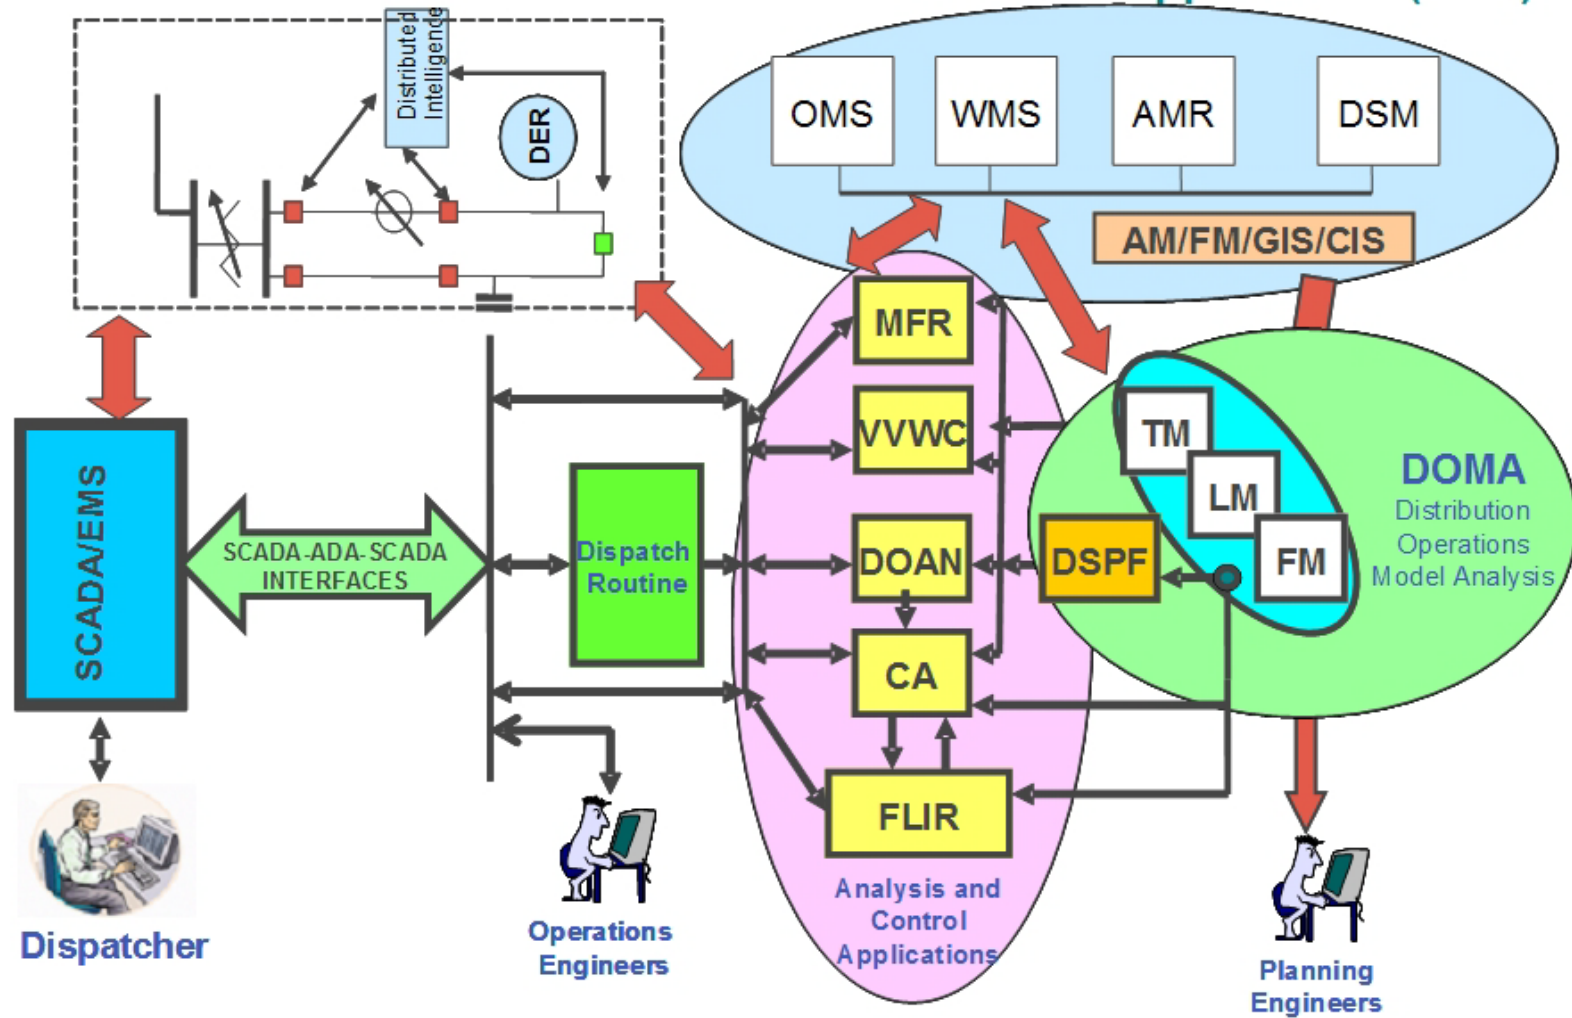 Distributed
Intelligence
DER
OMS
WMS
AMR
DSM
AM/FM/GIS/CIS
MFR
VVWC
DOAN
CA
FLIR
Analysis and
Control
Applications
TM
LM
FM
DSPF
DOMA
Distribution
Operations
Model Analysis
SCADA/EMS
SCADA-ADA-SCADA
INTERFACES
Dispatch
Routine
Dispatcher
Operations
Engineers
Planning
Engineers